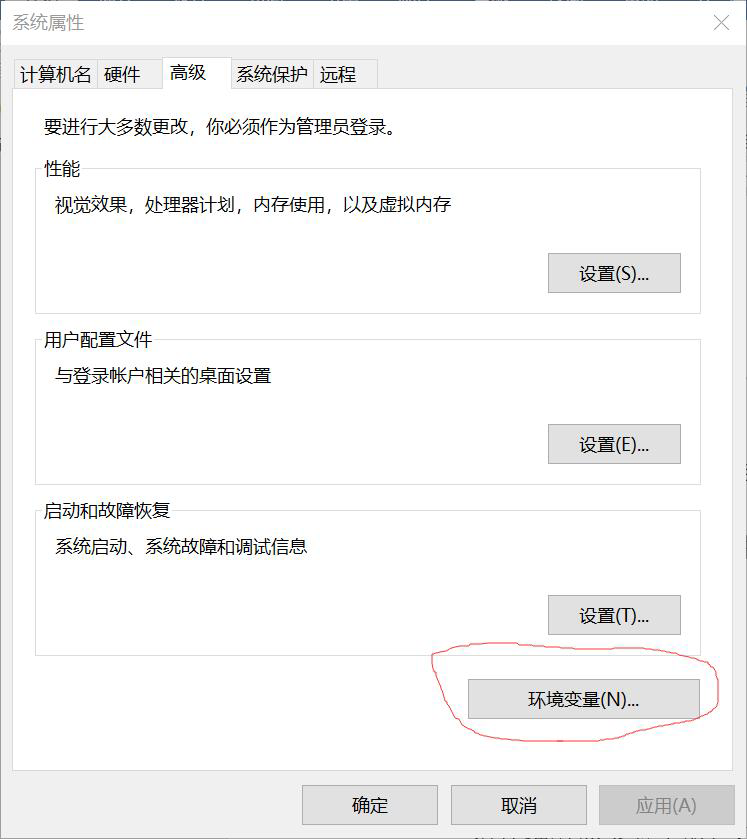 系统属性
计算机名 硬件 高级 系统保护 远程
要进行大多数更改，你必须作为管理员登录。
性能
视觉效果，处理器计划，内存使用，以及虚拟内存
设置(S)...
用户配置文件
与登录帐户相关的桌面设置
设置(E)...
启动和故障恢复
系统启动、系统故障和调试信息
设置(T)...
环境变量(N)...
确定 取消 应用(A)